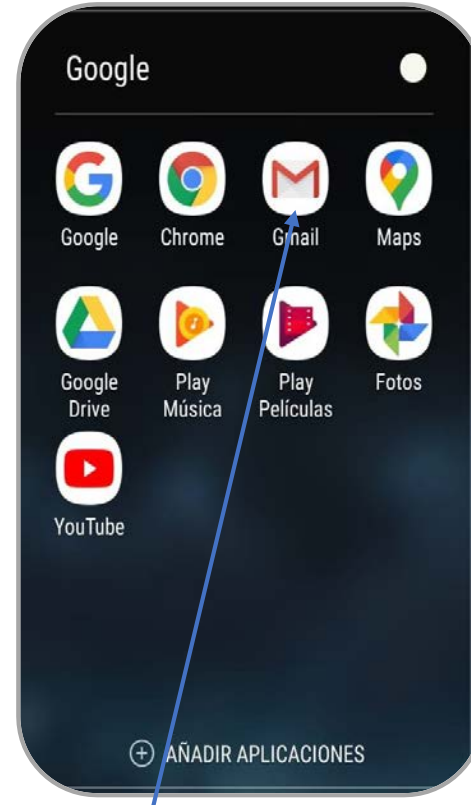 Google
Google Chrome Gmail Maps
Google Drive Play Música Play Películas Fotos
YouTube
AÑADIR APLICACIONES